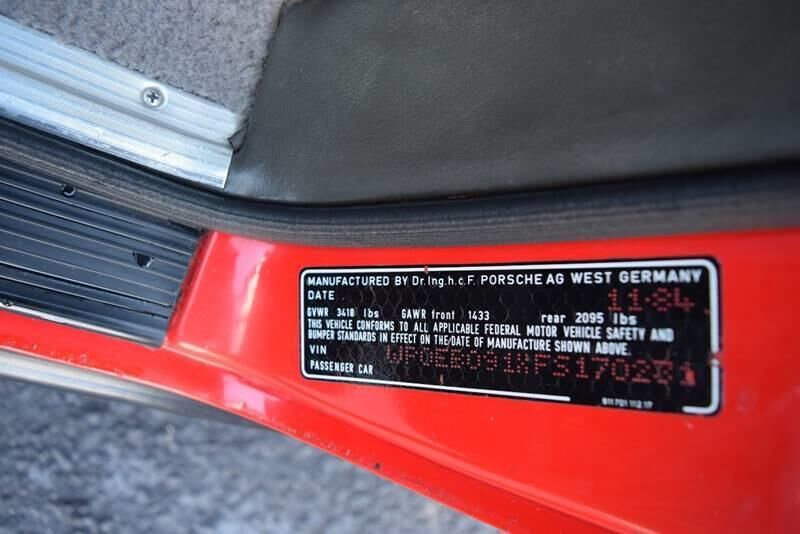 MANUFACTURED BY Dr.Ing.h.c.F. PORSCHE AG WEST GERMANY
DATE 11·84
GVWR 3418 lbs GAWR front 1433 rear 2095 lbs
THIS VEHICLE CONFORMS TO ALL APPLICABLE FEDERAL MOTOR VEHICLE SAFETY AND
BUMPER STANDARDS IN EFFECT ON THE/DATE OF MANUFACTURE SHOWN ABOVE.
VIN
PASSENGER CAR